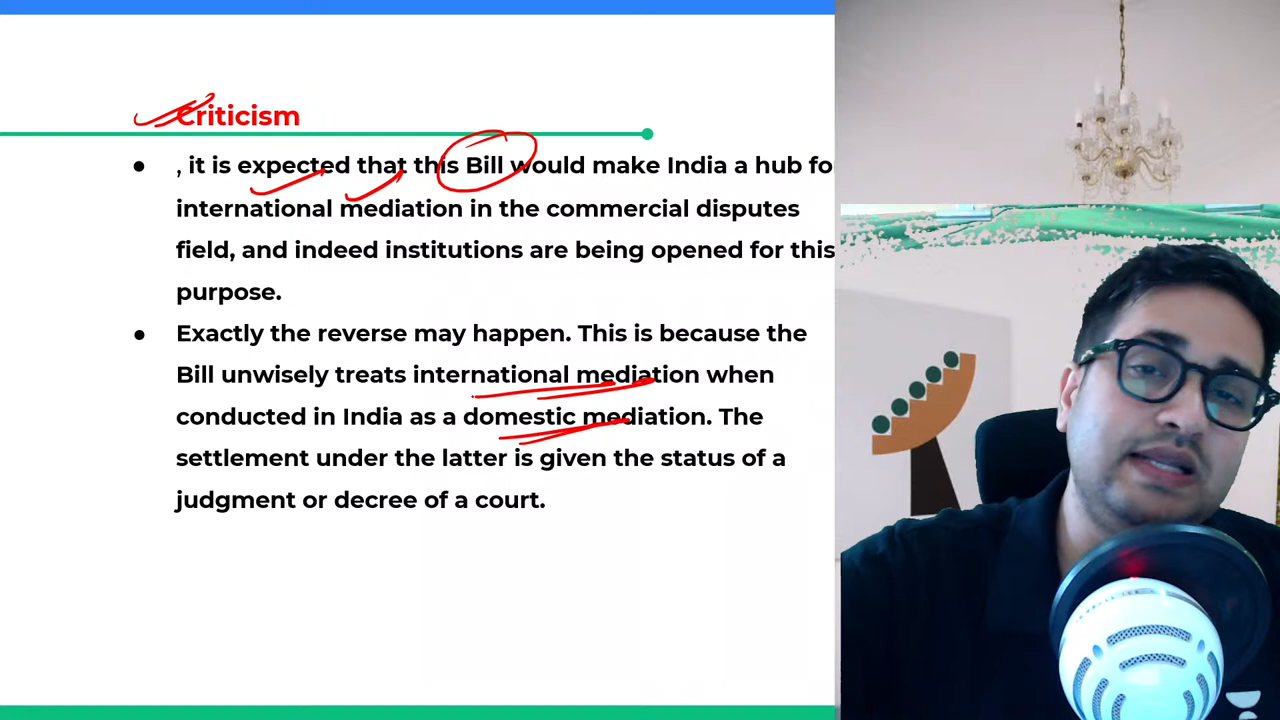 Criticism
● , it is expected that this Bill would make India a hub fo
international mediation in the commercial disputes
field, and indeed institutions are being opened for this
purpose.
● Exactly the reverse may happen. This is because the
Bill unwisely treats international mediation when
conducted in India as a domestic mediation. The
settlement under the latter is given the status of a
judgment or decree of a court.